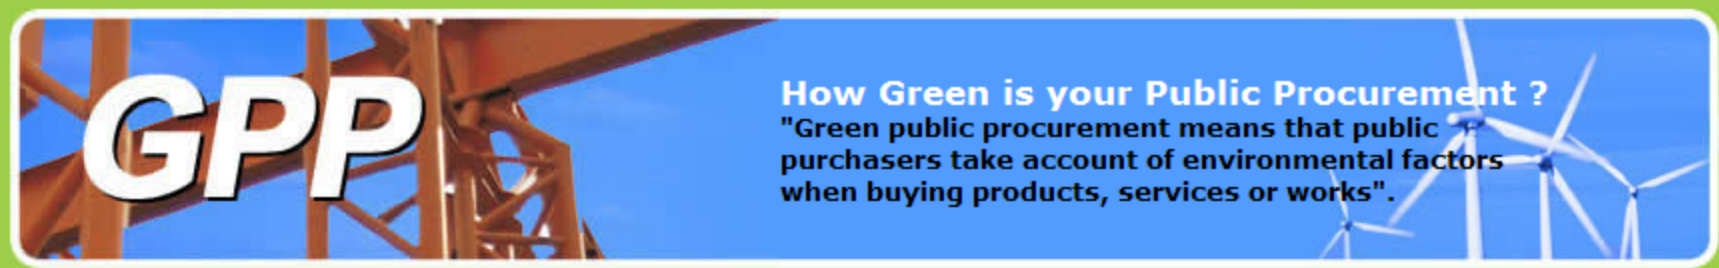 GPP
How Green is your Public Procurement ?
"Green public procurement means that public
purchasers take account of environmental factors
when buying products, services or works".